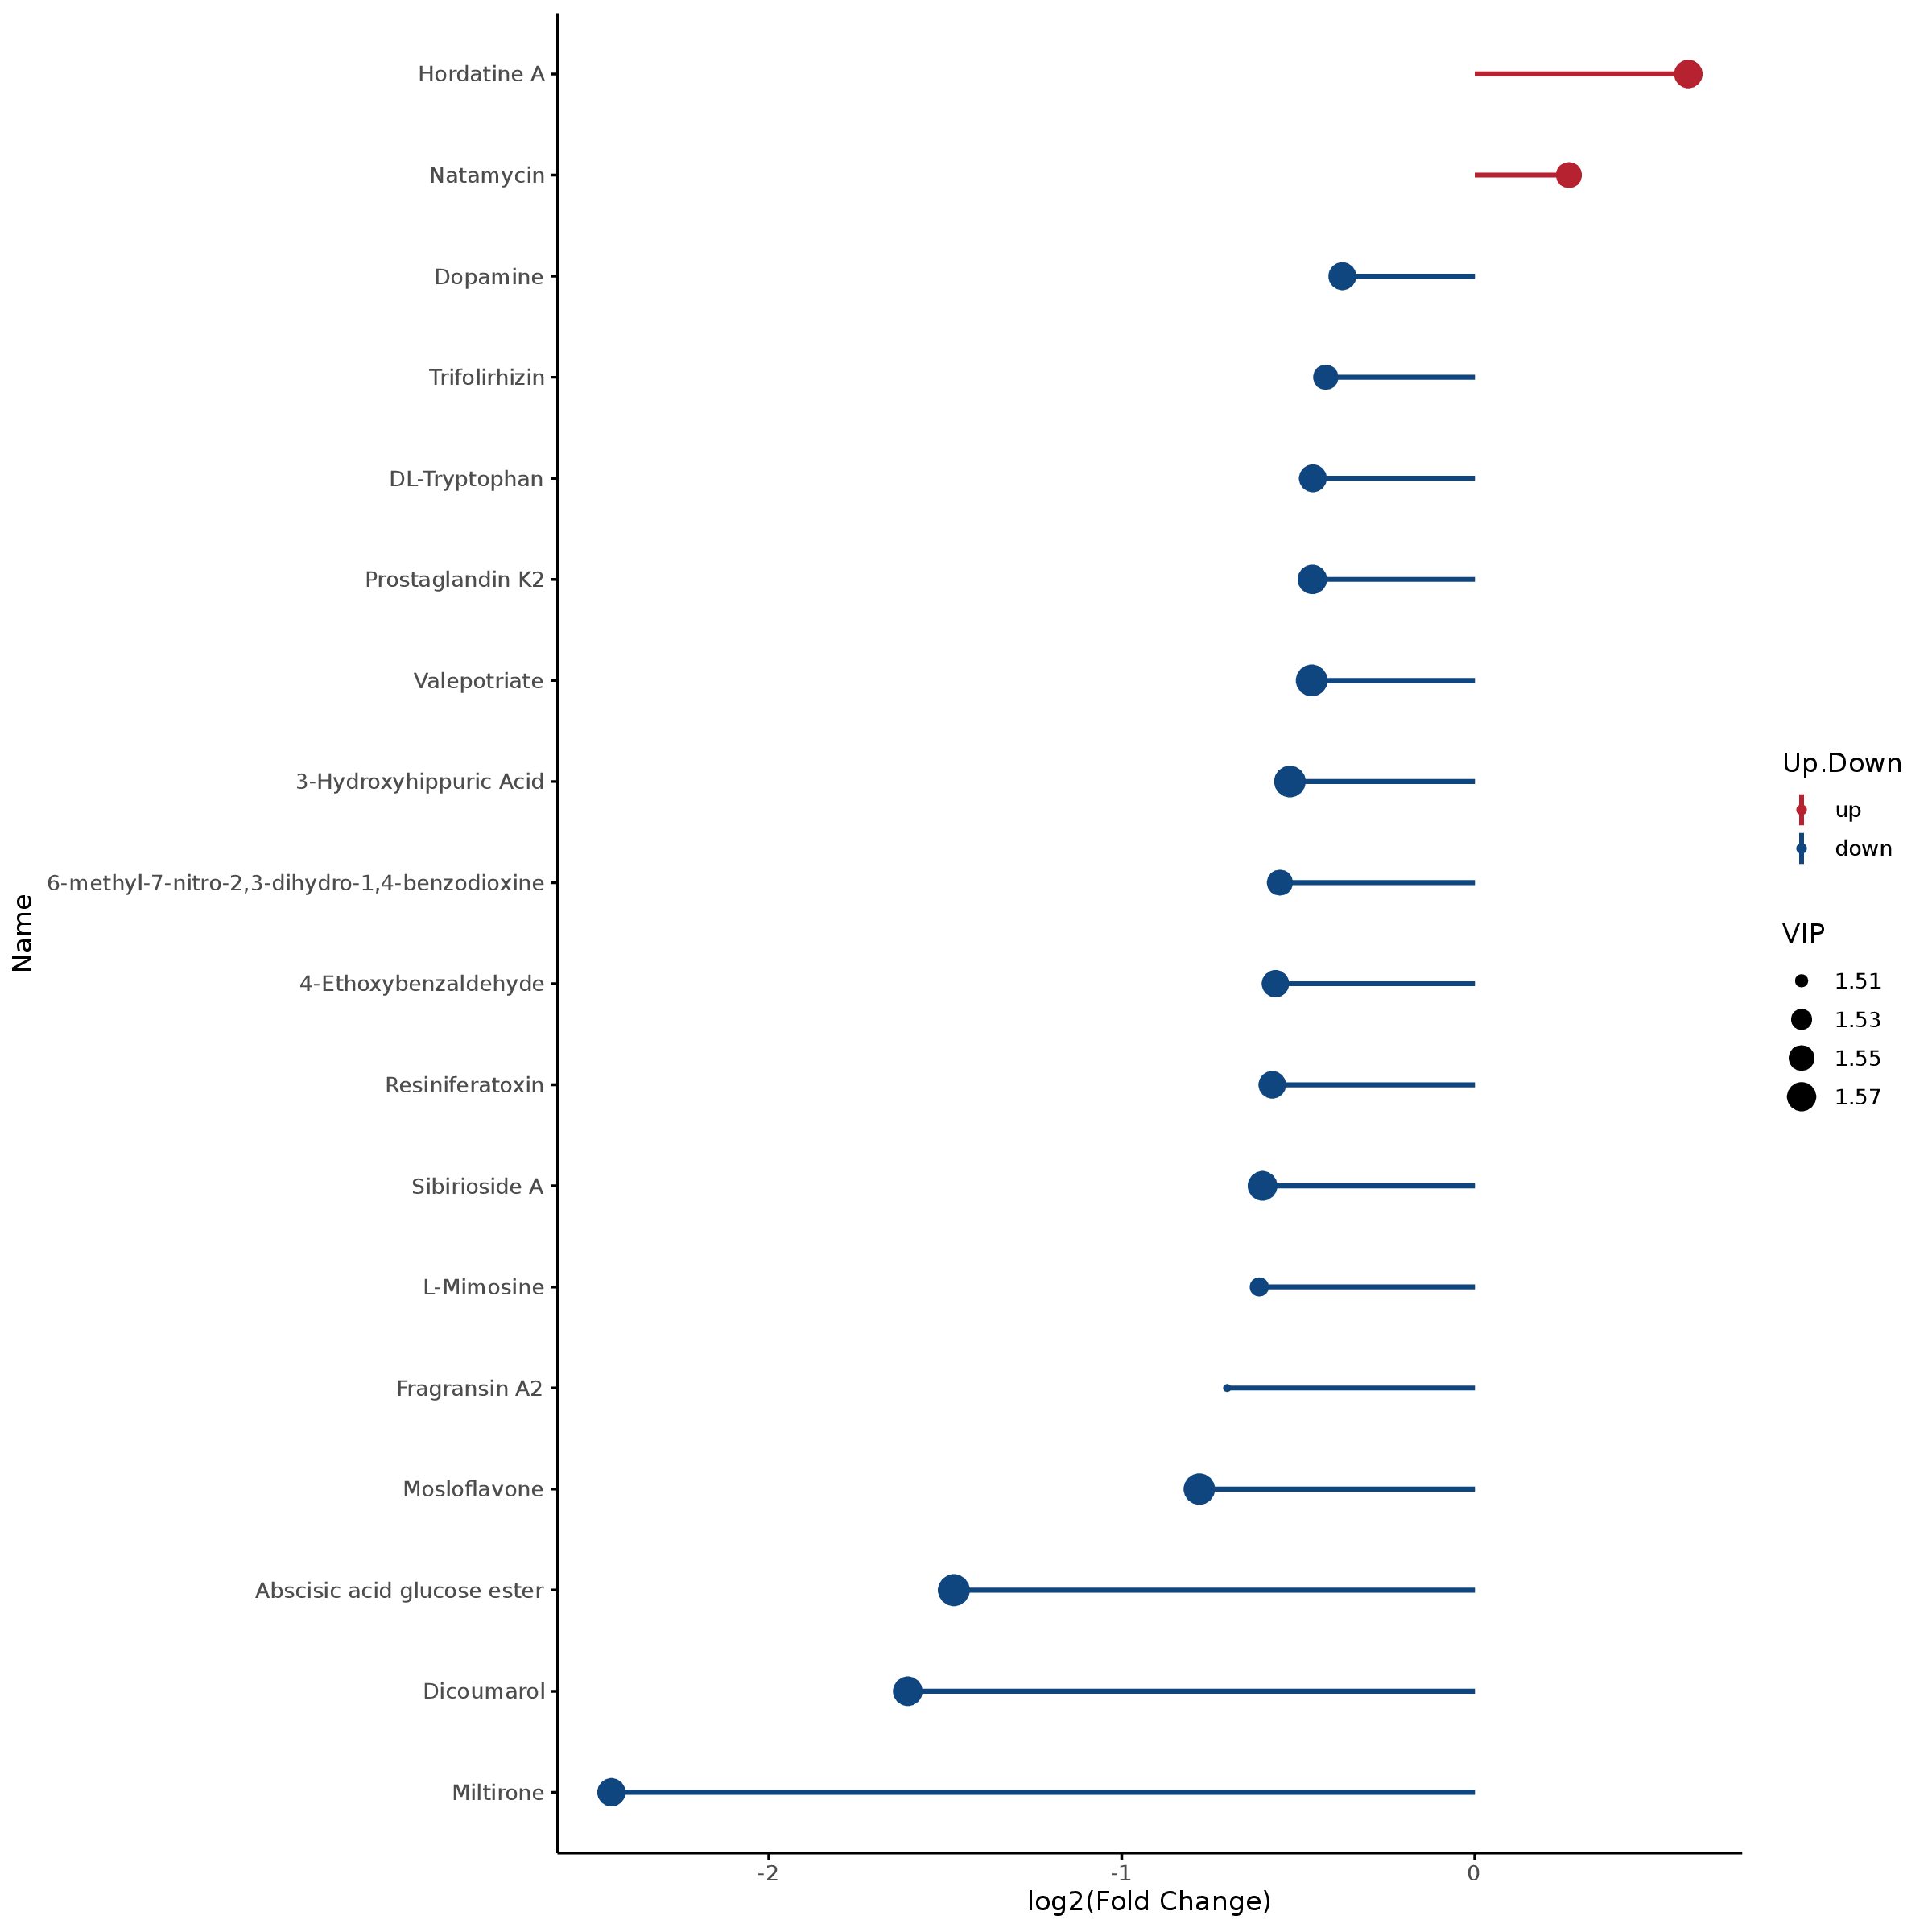 Hordatine A
Natamycin
Dopamine
Trifolirhizin
DL-Tryptophan
Prostaglandin K2
Valepotriate
3-Hydroxyhippuric Acid
6-methyl-7-nitro-2,3-dihydro-1,4-benzodioxine
4-Ethoxybenzaldehyde
Resiniferatoxin
Sibirioside A
L-Mimosine
Fragransin A2
Mosloflavone
Abscisic acid glucose ester
Dicoumarol
Miltirone
Name
-2 -1 0
log2(Fold Change)
Up.Down
up
down
VIP
1.51
1.53
1.55
1.57